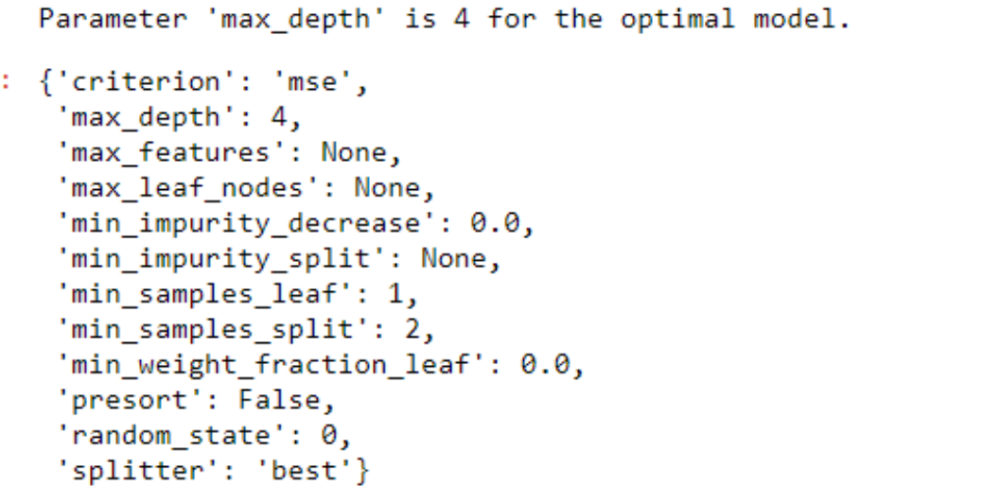 Parameter 'max_depth' is 4 for the optimal model.
: {'criterion': 'mse',
'max_depth': 4,
'max_features': None,
'max_leaf_nodes': None,
'min_impurity_decrease': 0.0,
'min_impurity_split': None,
'min_samples_leaf': 1,
'min_samples_split': 2,
'min_weight_fraction_leaf': 0.0,
'presort': False,
'random_state': 0,
'splitter': 'best'}